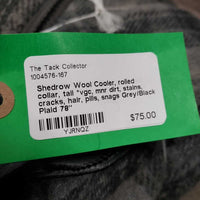 The Tack Collector
1004576-167
Shedrow Wool Cooler, rolled
collar, tail *vgc, mnr dirt, stains,
cracks, hair, pills, snags Grey/Black
Plaid 78"
$75.00
YJRNQZ